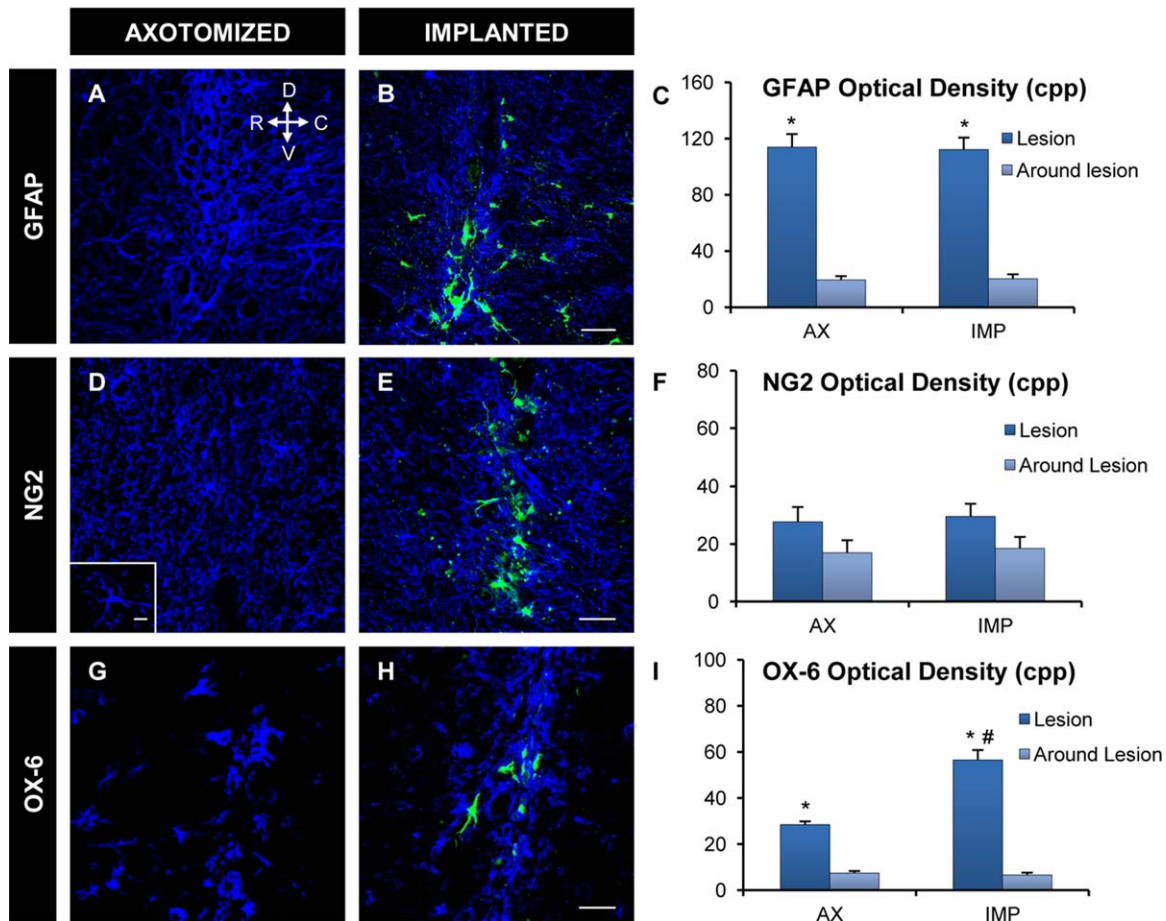 AXOTOMIZED
IMPLANTED
GFAP
A
D
R C
V
B
C
GFAP Optical Density (cpp)
160
120
80
40
0
* *
Lesion
Around lesion
AX IMP
NG2
D
E
F
NG2 Optical Density (cpp)
80
60
40
20
0
Lesion
Around Lesion
AX IMP
OX-6
G
H
I
OX-6 Optical Density (cpp)
100
80
60
40
20
0
* * #
Lesion
Around Lesion
AX IMP